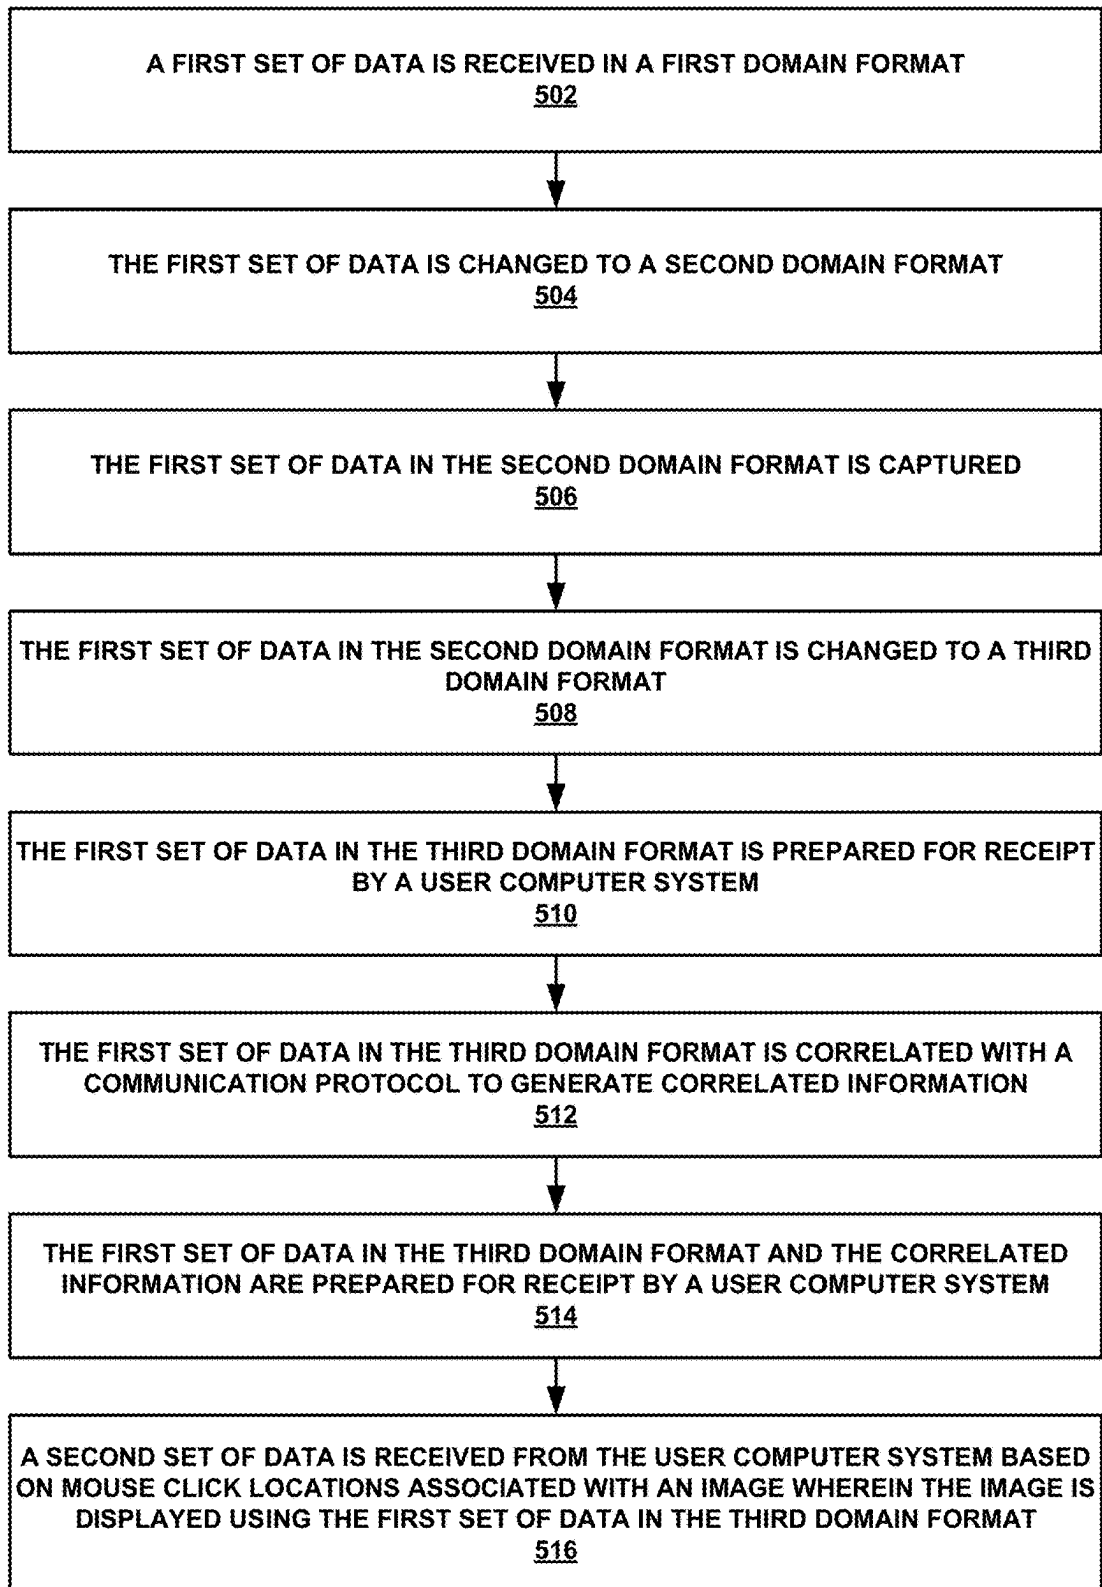 A FIRST SET OF DATA IS RECEIVED IN A FIRST DOMAIN FORMAT
502
THE FIRST SET OF DATA IS CHANGED TO A SECOND DOMAIN FORMAT
504
THE FIRST SET OF DATA IN THE SECOND DOMAIN FORMAT IS CAPTURED
506
THE FIRST SET OF DATA IN THE SECOND DOMAIN FORMAT IS CHANGED TO A THIRD
DOMAIN FORMAT
508
THE FIRST SET OF DATA IN THE THIRD DOMAIN FORMAT IS PREPARED FOR RECEIPT
BY A USER COMPUTER SYSTEM
510
THE FIRST SET OF DATA IN THE THIRD DOMAIN FORMAT IS CORRELATED WITH A
COMMUNICATION PROTOCOL TO GENERATE CORRELATED INFORMATION
512
THE FIRST SET OF DATA IN THE THIRD DOMAIN FORMAT AND THE CORRELATED
INFORMATION ARE PREPARED FOR RECEIPT BY A USER COMPUTER SYSTEM
514
A SECOND SET OF DATA IS RECEIVED FROM THE USER COMPUTER SYSTEM BASED
ON MOUSE CLICK LOCATIONS ASSOCIATED WITH AN IMAGE WHEREIN THE IMAGE IS
DISPLAYED USING THE FIRST SET OF DATA IN THE THIRD DOMAIN FORMAT
516